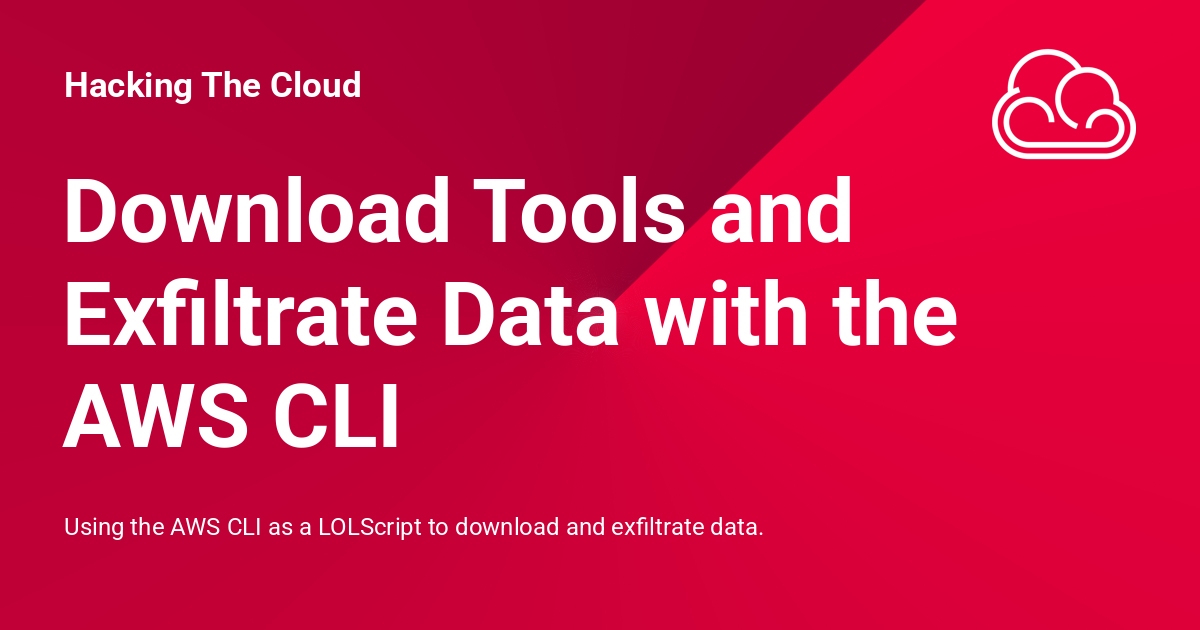 Hacking The Cloud
Download Tools and
Exfiltrate Data with the
AWS CLI
Using the AWS CLI as a LOLScript to download and exfiltrate data.